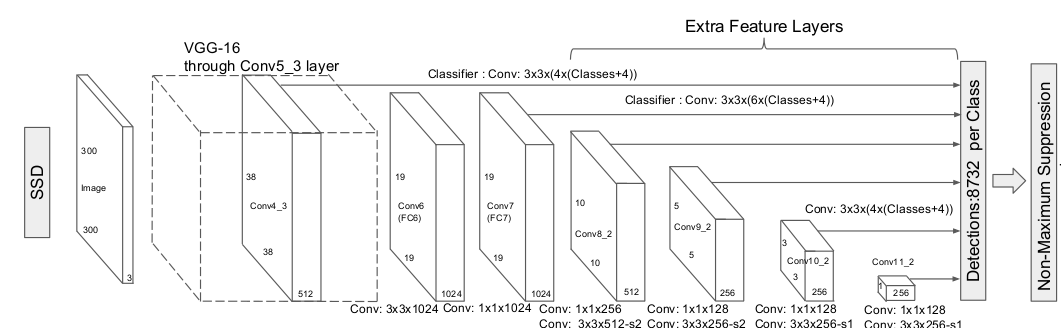 Extra Feature Layers
VGG-16
through Conv5_3 layer
Classifier : Conv: 3x3x(4x(Classes+4))
Classifier : Conv: 3x3x(6x(Classes+4))
SSD
300
Image
300
3
38
Conv4_3
38
512
19
Conv6
(FC6)
19
1024
19
Conv7
(FC7)
19
1024
10
Conv8_2
10
512
5
Conv9_2
5
256
Conv: 3x3x(4x(Classes+4))
3
Conv10_2
3
256
Conv11_2
1
256
Detections:8732 per Class
Non-Maximum Suppression
Conv: 3x3x1024
Conv: 1x1x1024
Conv: 1x1x256
Conv: 3x3x512-s2
Conv: 1x1x128
Conv: 3x3x256-s2
Conv: 1x1x128
Conv: 3x3x256-s1
Conv: 1x1x128
Conv: 3x3x256-s1